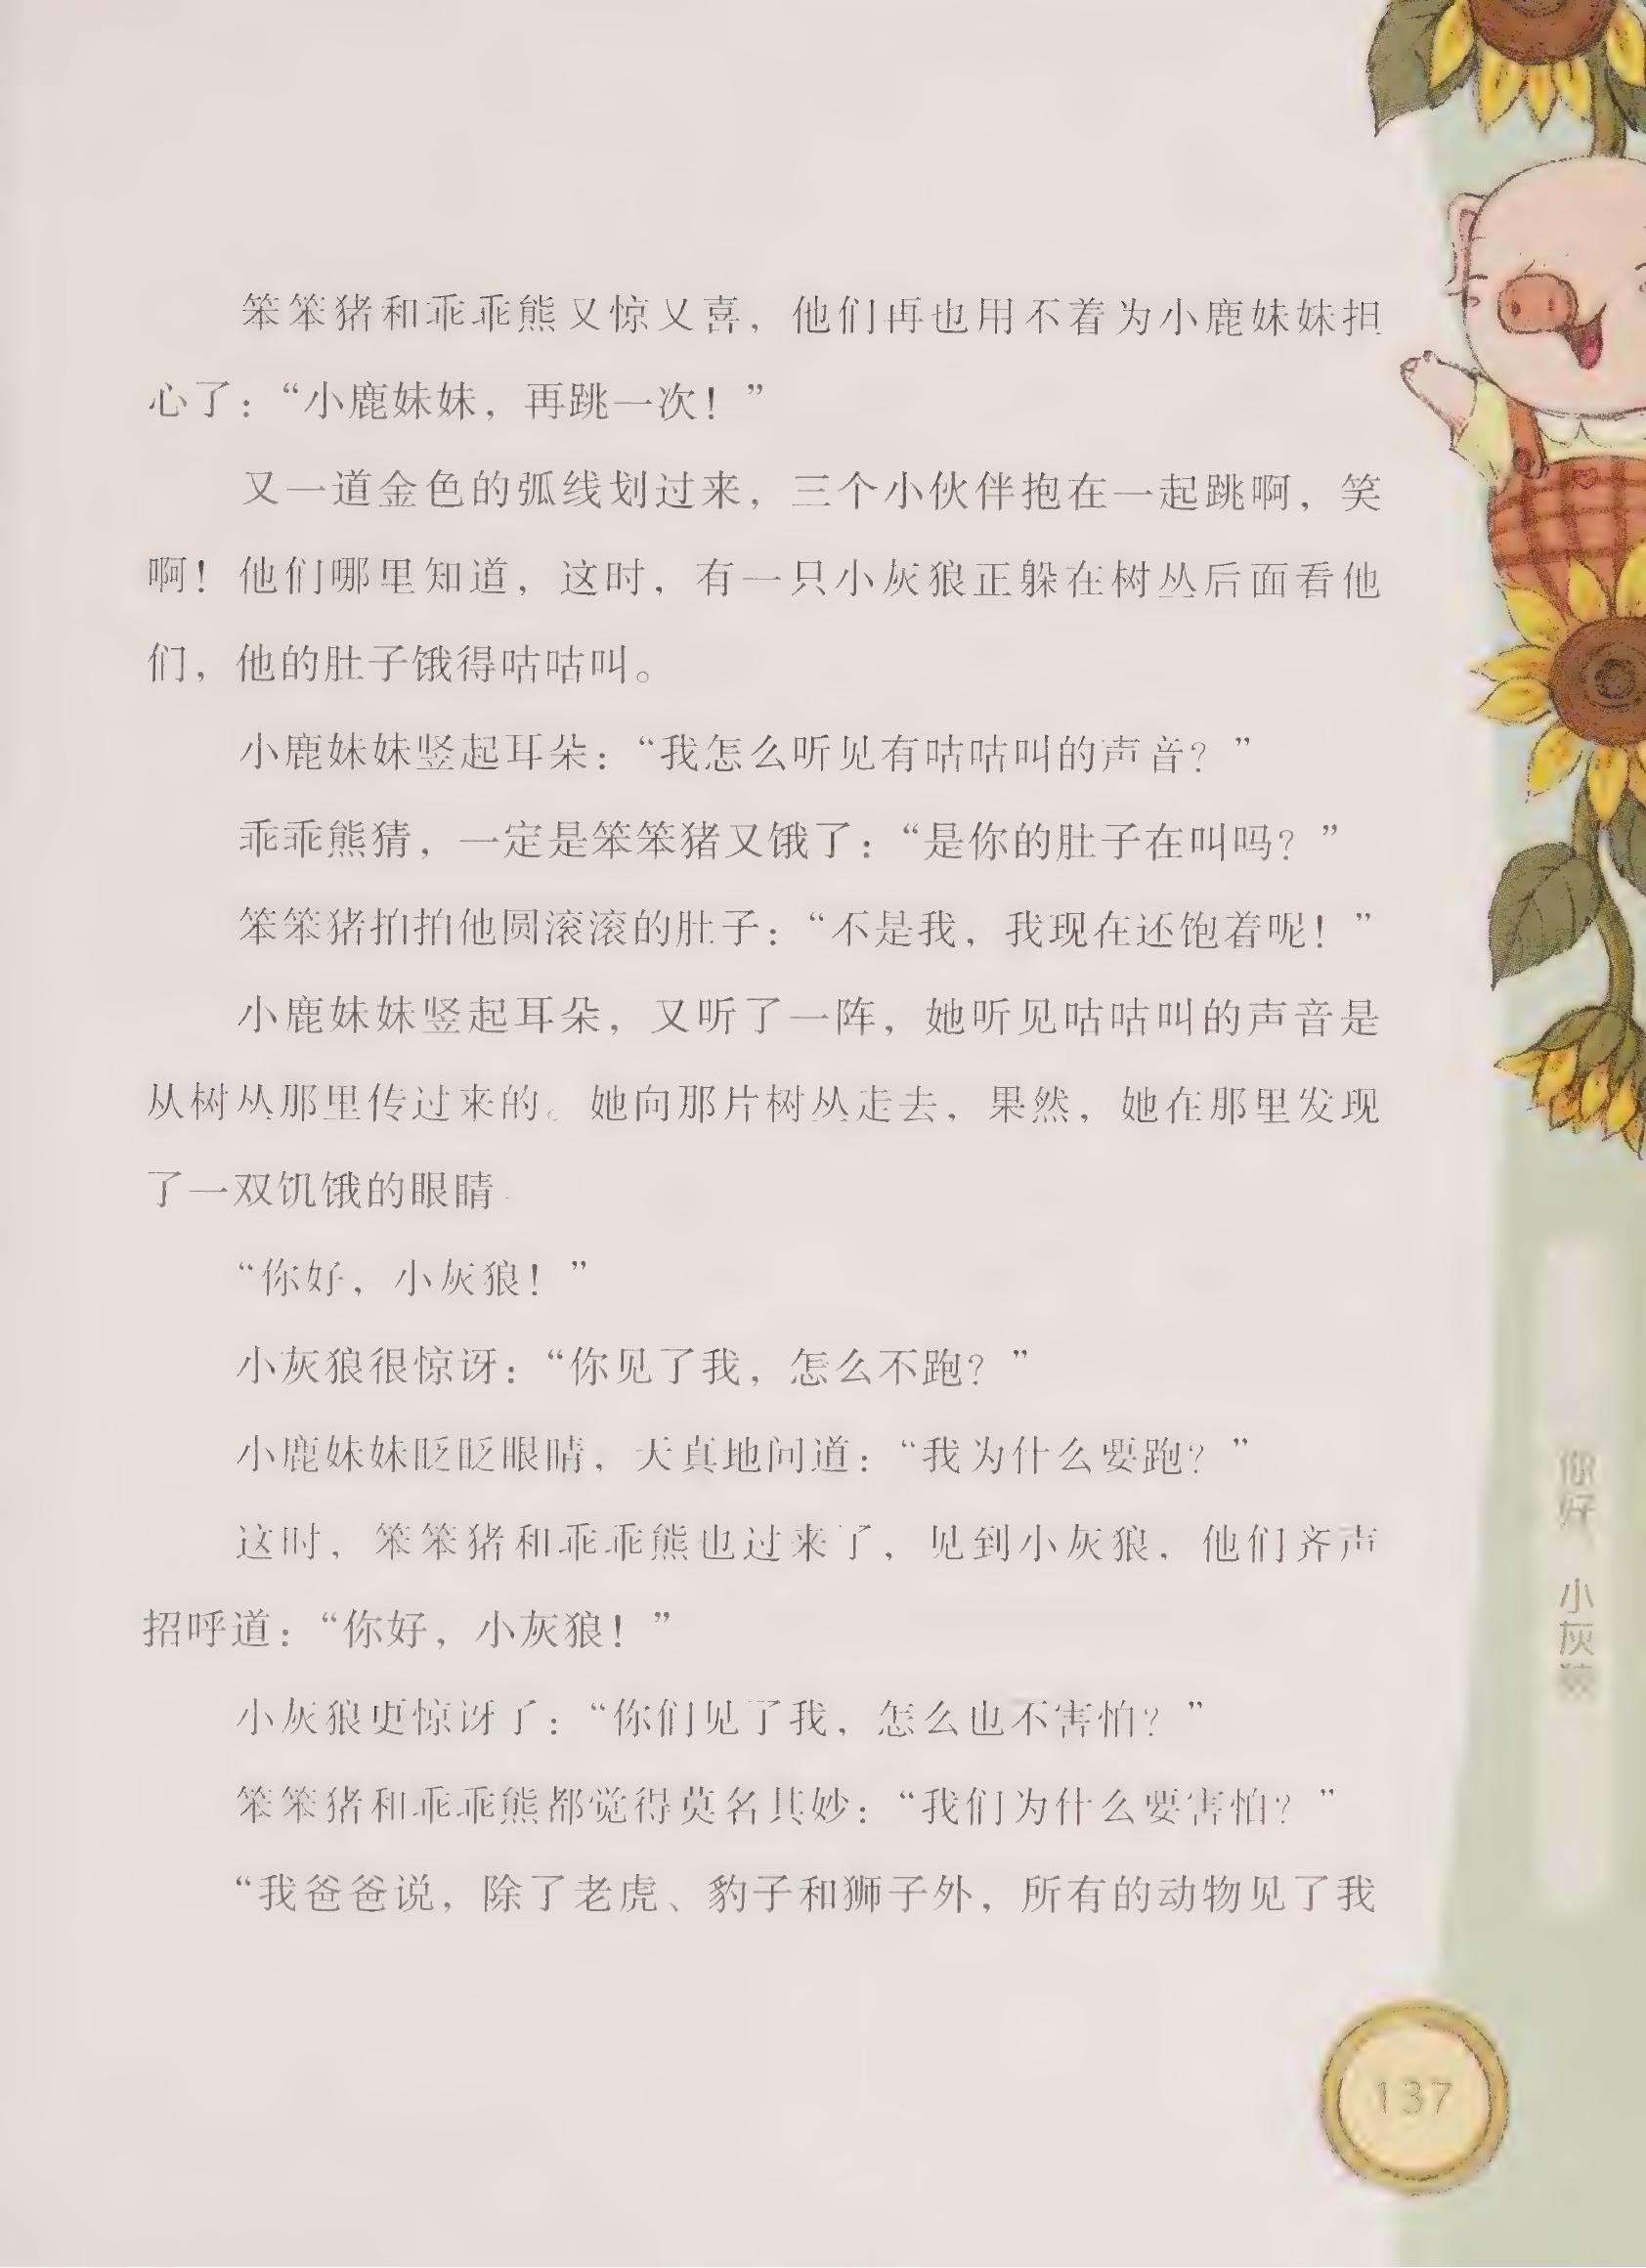 笨笨猪和乖乖熊又惊又喜，他们再也用不着为小鹿妹妹担
心了：“小鹿妹妹，再跳一次！”
又一道金色的弧线划过来，三个小伙伴抱在一起跳啊，笑
啊！他们哪里知道，这时，有一只小灰狼正躲在树丛后面看他
们，他的肚子饿得咕咕叫。
小鹿妹妹竖起耳朵：“我怎么听见有咕咕叫的声音？”
乖乖熊猜，一定是笨笨猪又饿了：“是你的肚子在叫吗？”
笨笨猪拍拍他圆滚滚的肚子：“不是我，我现在还饱着呢！”
小鹿妹妹竖起耳朵，又听了一阵，她听见咕咕叫的声音是
从树丛那里传过来的。她向那片树丛走去，果然，她在那里发现
了一双饥饿的眼睛。
“你好，小灰狼！”
小灰狼很惊讶：“你见了我，怎么不跑？”
小鹿妹妹眨眨眼睛，天真地问道：“我为什么要跑？”
这时，笨笨猪和乖乖熊也过来了，见到小灰狼，他们齐声
招呼道：“你好，小灰狼！”
小灰狼更惊讶了：“你们见了我，怎么也不害怕？”
笨笨猪和乖乖熊都觉得莫名其妙：“我们为什么要害怕？”
“我爸爸说，除了老虎、豹子和狮子外，所有的动物见了我
你好，小灰狼
137